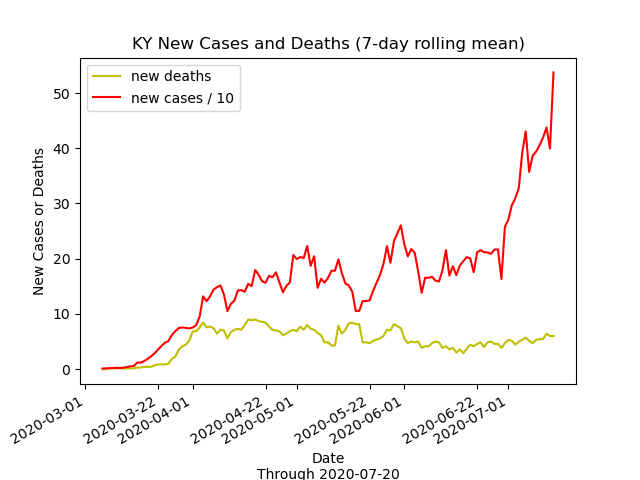 KY New Cases and Deaths (7-day rolling mean)
new deaths
new cases / 10
New Cases or Deaths
50
40
30
20
10
0
2020-03-01
2020-03-22
2020-04-01
2020-04-22
2020-05-01
2020-05-22
2020-06-01
2020-06-22
2020-07-01
Date
Through 2020-07-20